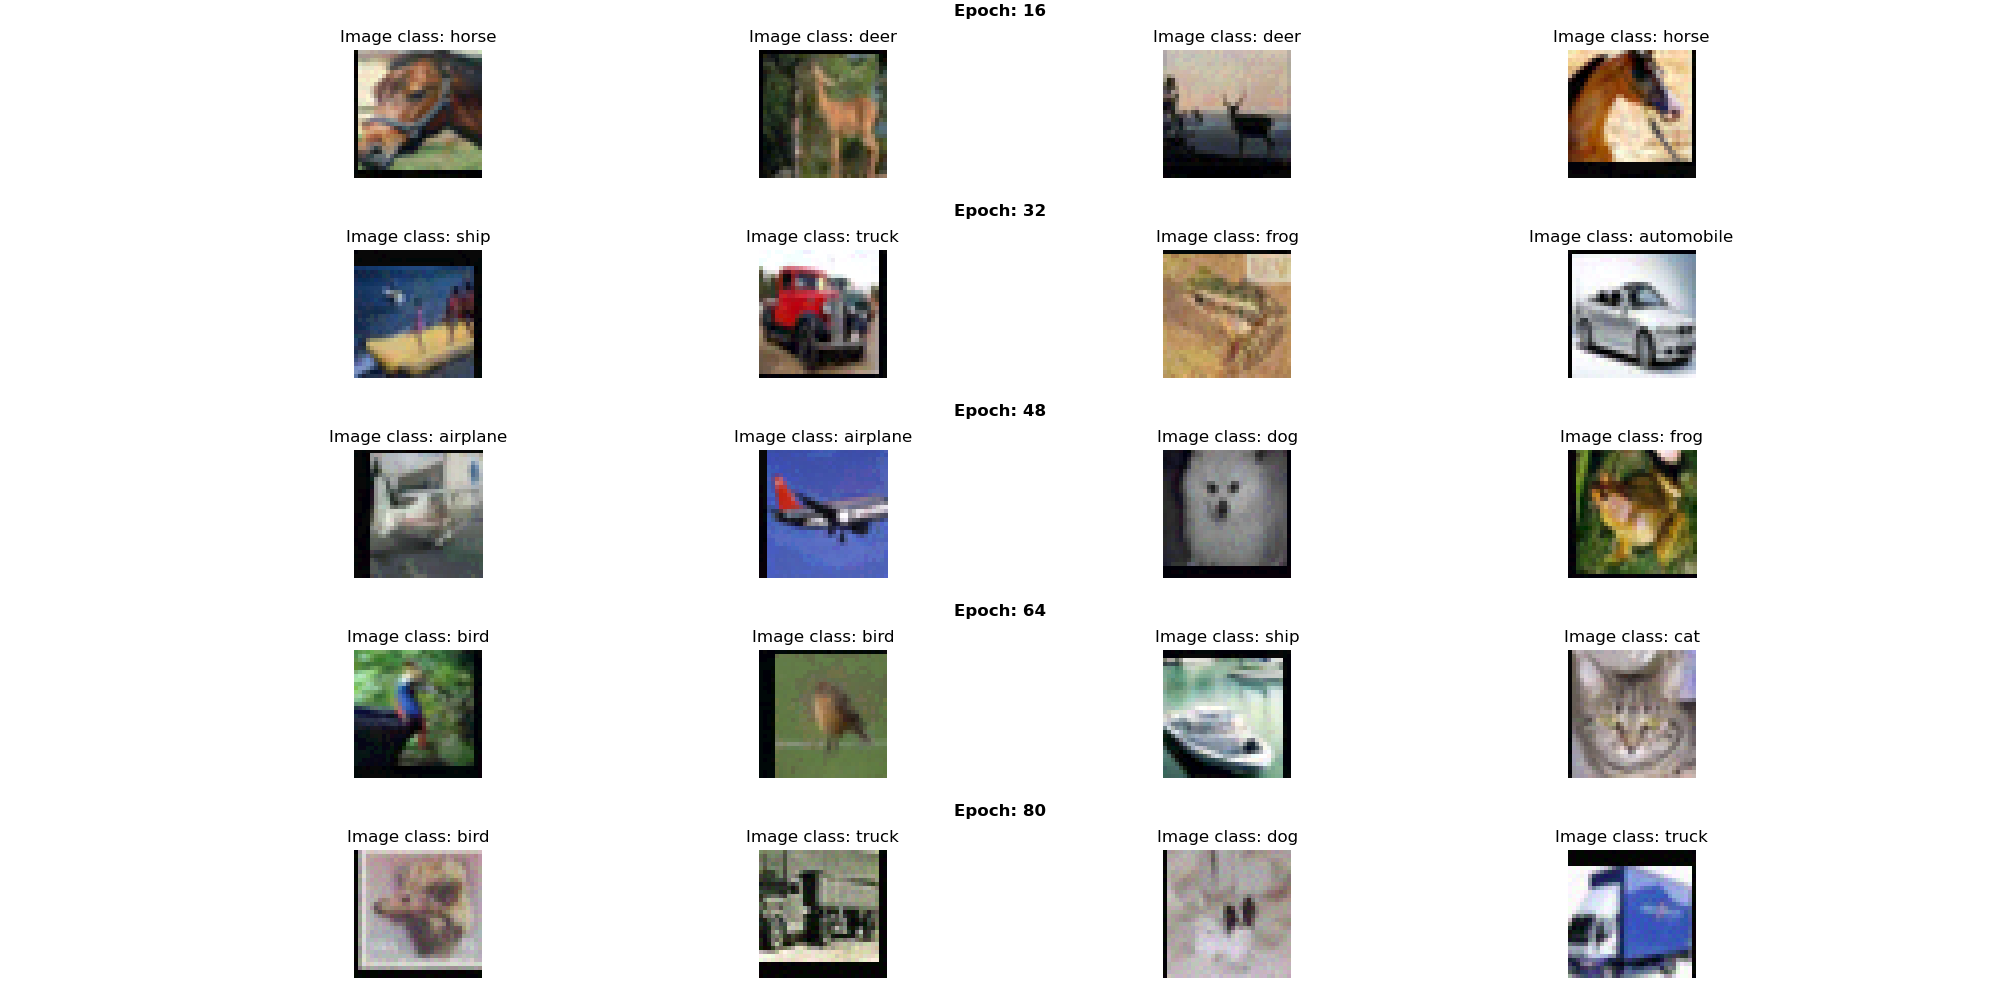 Epoch: 16
Image class: horse
Image class: deer
Image class: deer
Image class: horse
Epoch: 32
Image class: ship
Image class: truck
Image class: frog
Image class: automobile
Epoch: 48
Image class: airplane
Image class: airplane
Image class: dog
Image class: frog
Epoch: 64
Image class: bird
Image class: bird
Image class: ship
Image class: cat
Epoch: 80
Image class: bird
Image class: truck
Image class: dog
Image class: truck